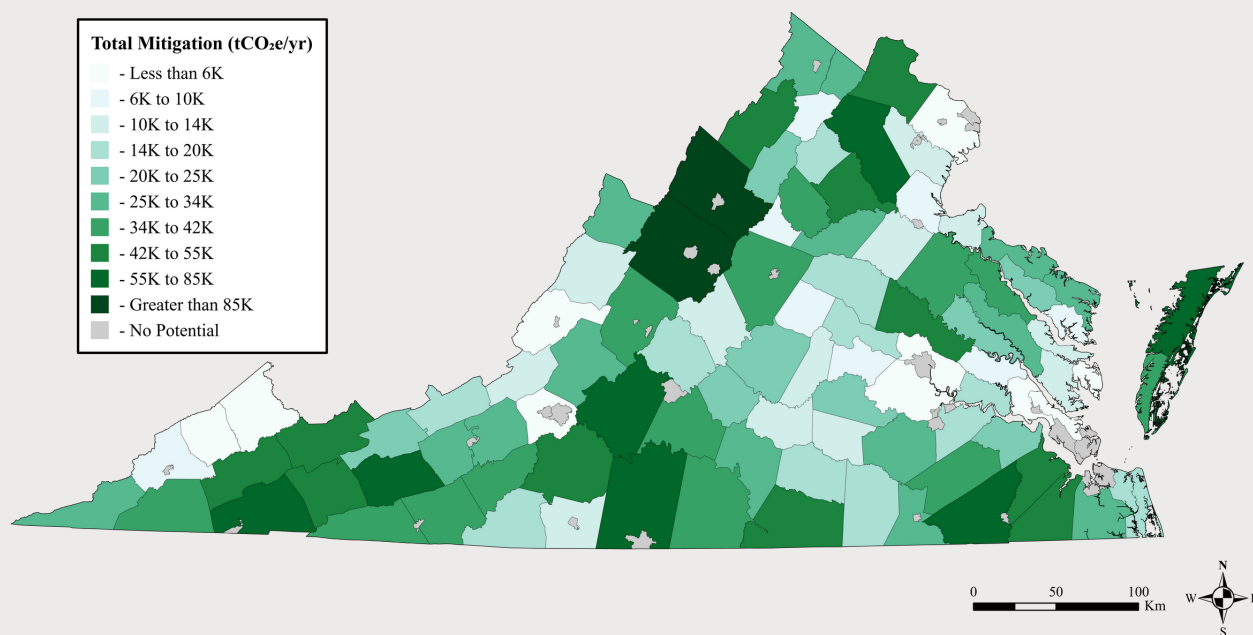 Total Mitigation (tCO₂e/yr)
- Less than 6K
- 6K to 10K
- 10K to 14K
- 14K to 20K
- 20K to 25K
- 25K to 34K
- 34K to 42K
- 42K to 55K
- 55K to 85K
- Greater than 85K
- No Potential
N
W E
S
0 50 100
Km